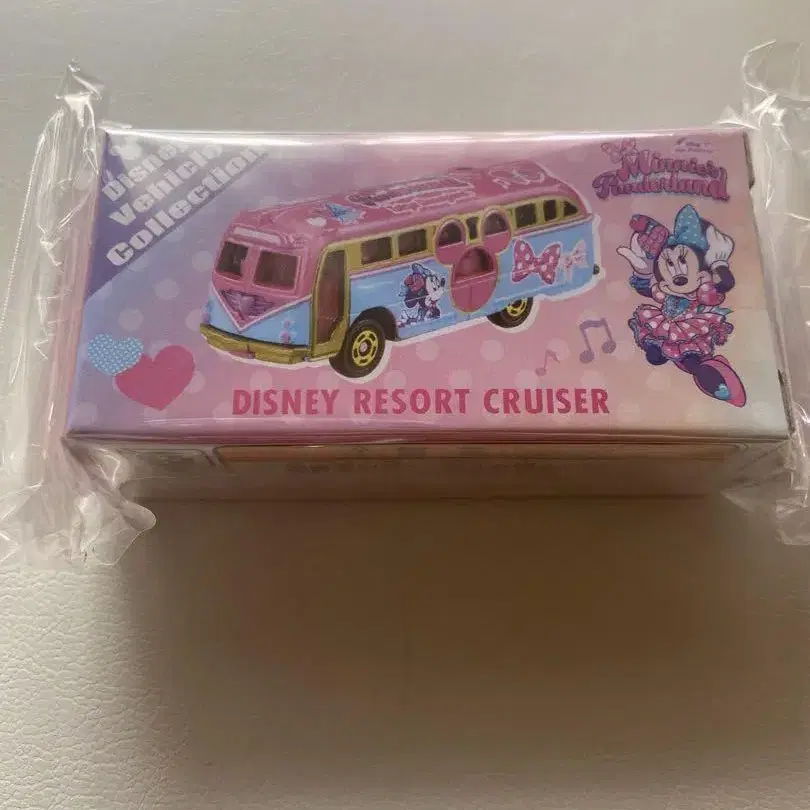 Disney
Vehicle
Collection
Minnie's
Funderland
DISNEY RESORT CRUISER